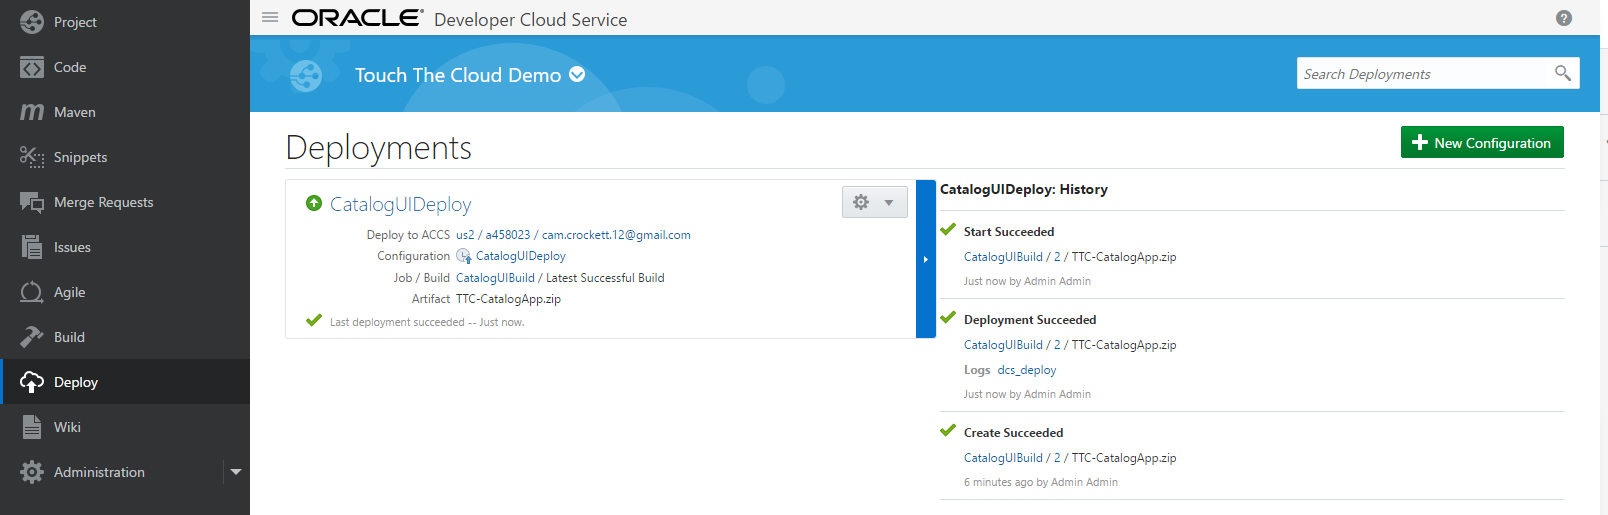 Project
Code
Maven
Snippets
Merge Requests
Issues
Agile
Build
Deploy
Wiki
Administration
ORACLE® Developer Cloud Service
?
Touch The Cloud Demo
Search Deployments
Deployments
New Configuration
CatalogUIDeploy
Deploy to ACCS us2 / a458023 / cam.crockett.12@gmail.com
Configuration CatalogUIDeploy
Job / Build CatalogUIBuild / Latest Successful Build
Artifact TTC-CatalogApp.zip
Last deployment succeeded -- Just now.
CatalogUIDeploy: History
Start Succeeded
CatalogUIBuild / 2 / TTC-CatalogApp.zip
Just now by Admin Admin
Deployment Succeeded
CatalogUIBuild / 2 / TTC-CatalogApp.zip
Logs dcs_deploy
Just now by Admin Admin
Create Succeeded
CatalogUIBuild / 2 / TTC-CatalogApp.zip
6 minutes ago by Admin Admin